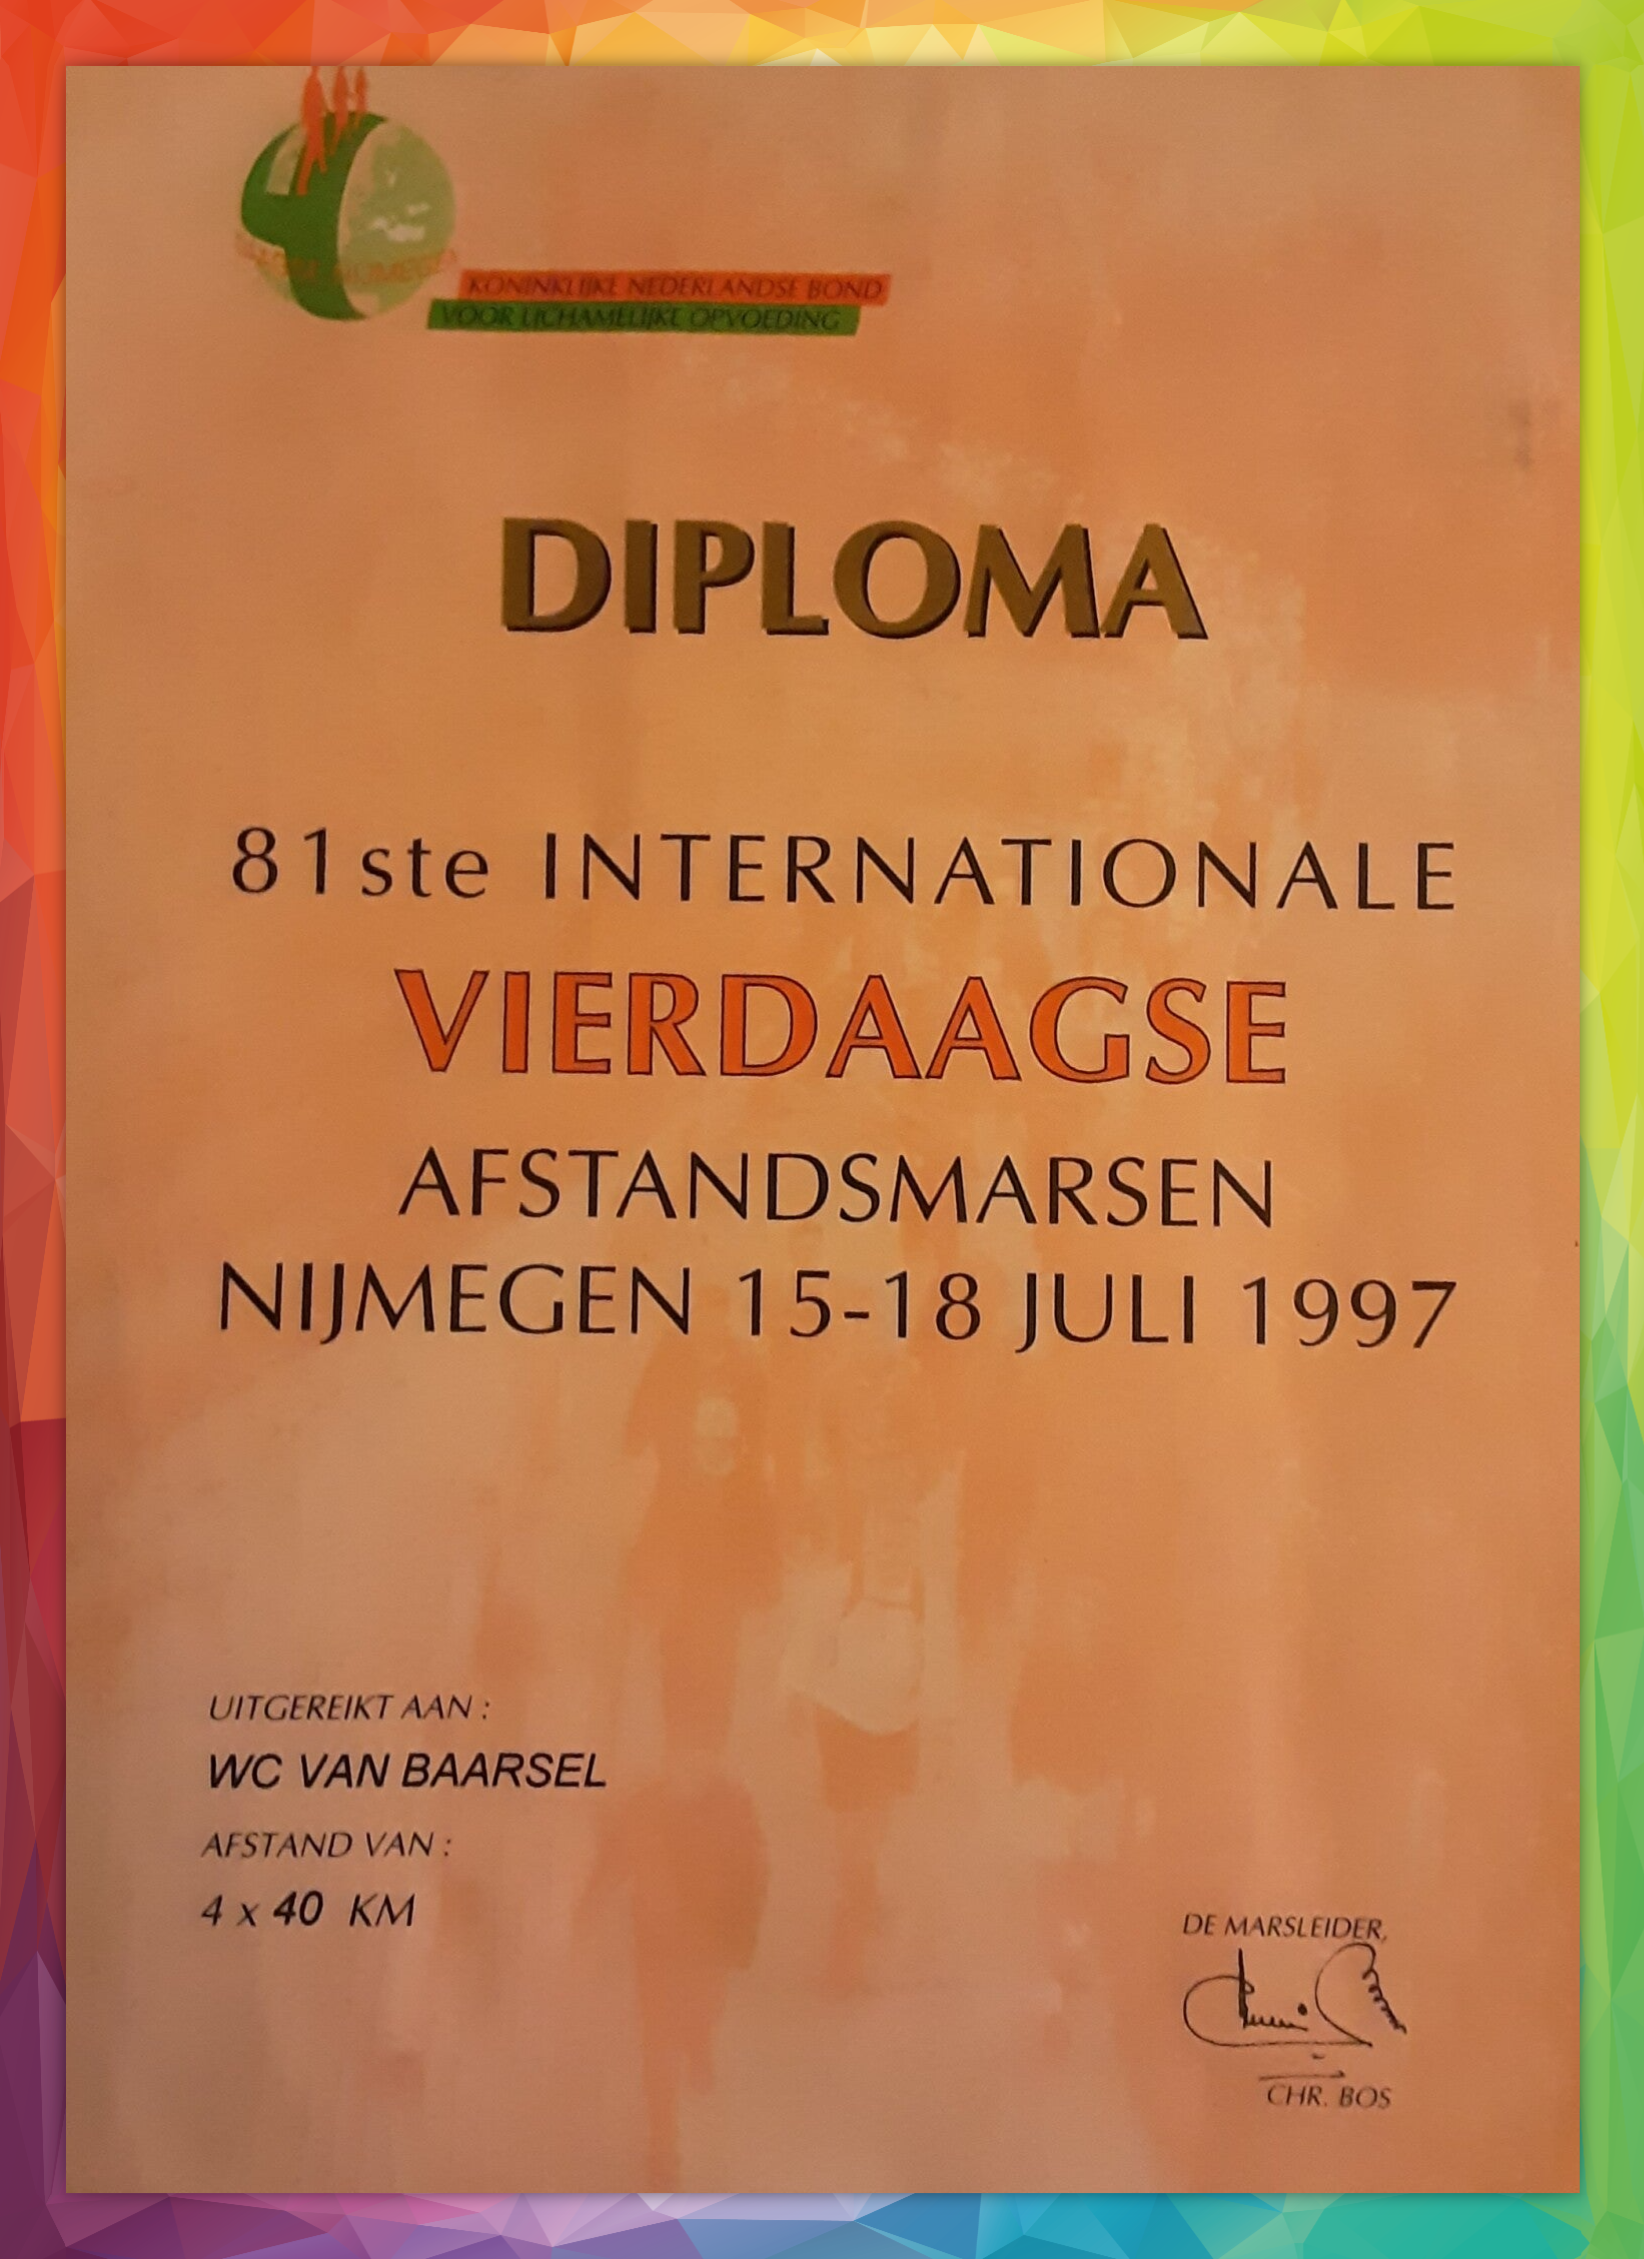 KONINKLIJKE NEDERLANDSE BOND
VOOR LICHAMELIJKE OPVOEDING
DIPLOMA
81ste INTERNATIONALE
VIERDAAGSE
AFSTANDSMARSEN
NIJMEGEN 15-18 JULI 1997
UITGEREIKT AAN :
WC VAN BAARSEL
AFSTAND VAN :
4 x 40 KM
DE MARSLEIDER,
CHR. BOS